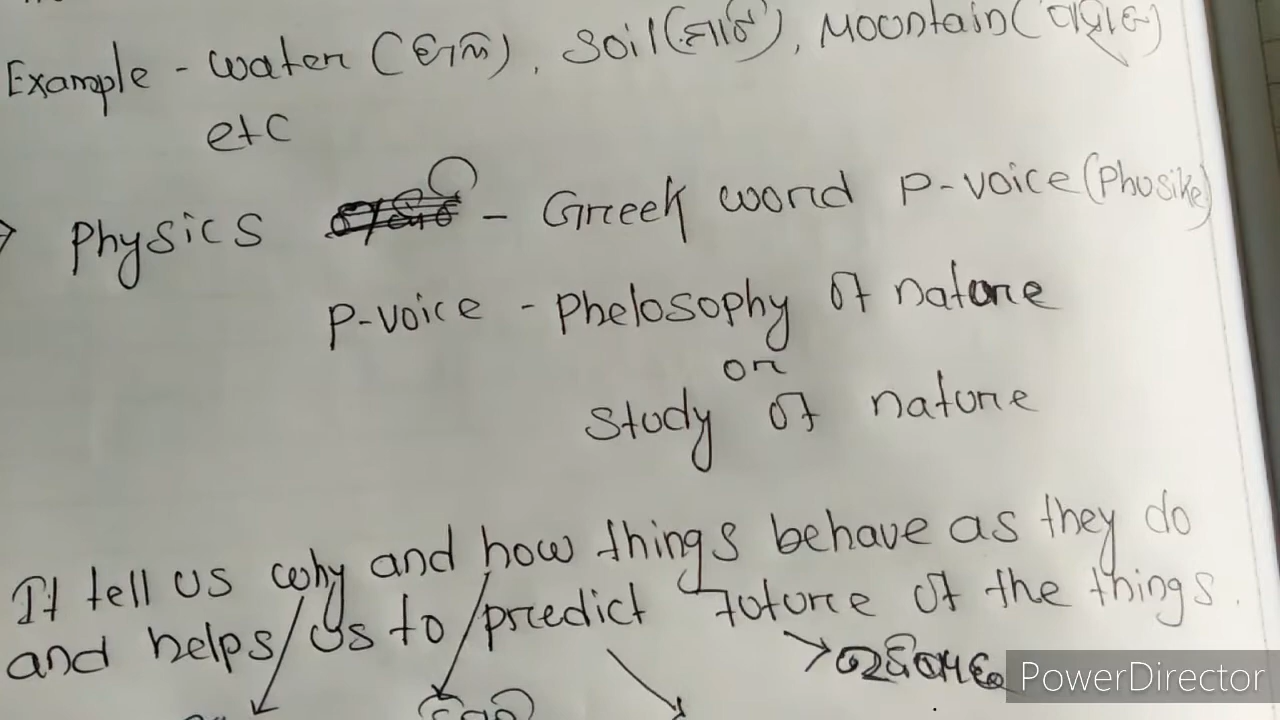 Example - water (ପାଣି), Soil (ମାଟି), Mountain (ପାହାଡ)
etc
Physics - Greek word P-voice (Phusike)
P-voice - Phelosophy of nature
or
Study of nature
It tell us why and how things behave as they do
and helps us to predict future of the things.
PowerDirector